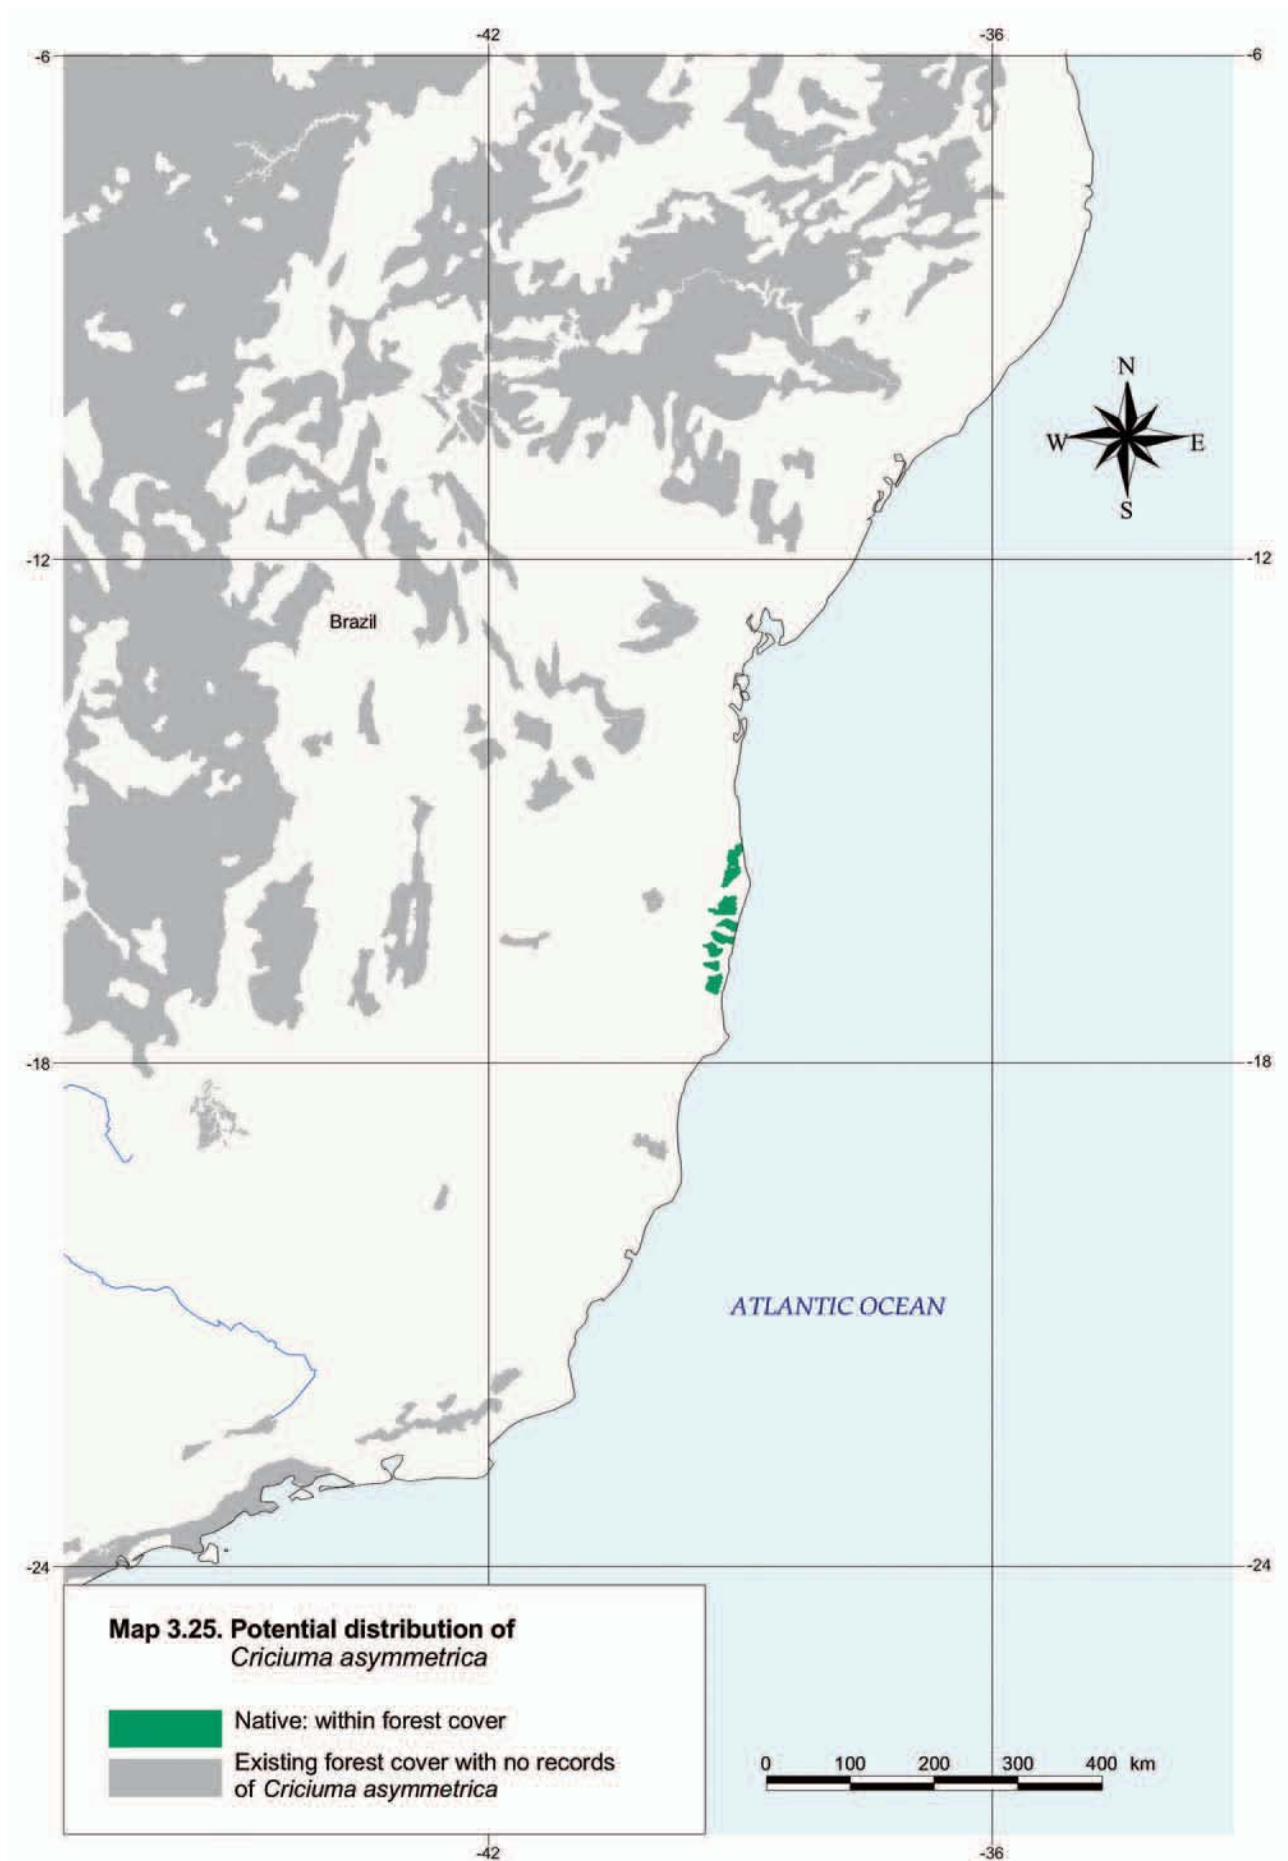 -42 -36
-6 -6
N
W E
S
-12 -12
Brazil
-18 -18
ATLANTIC OCEAN
-24 -24
Map 3.25. Potential distribution of
Criciuma asymmetrica
Native: within forest cover
Existing forest cover with no records
of Criciuma asymmetrica
0 100 200 300 400 km
-42 -36